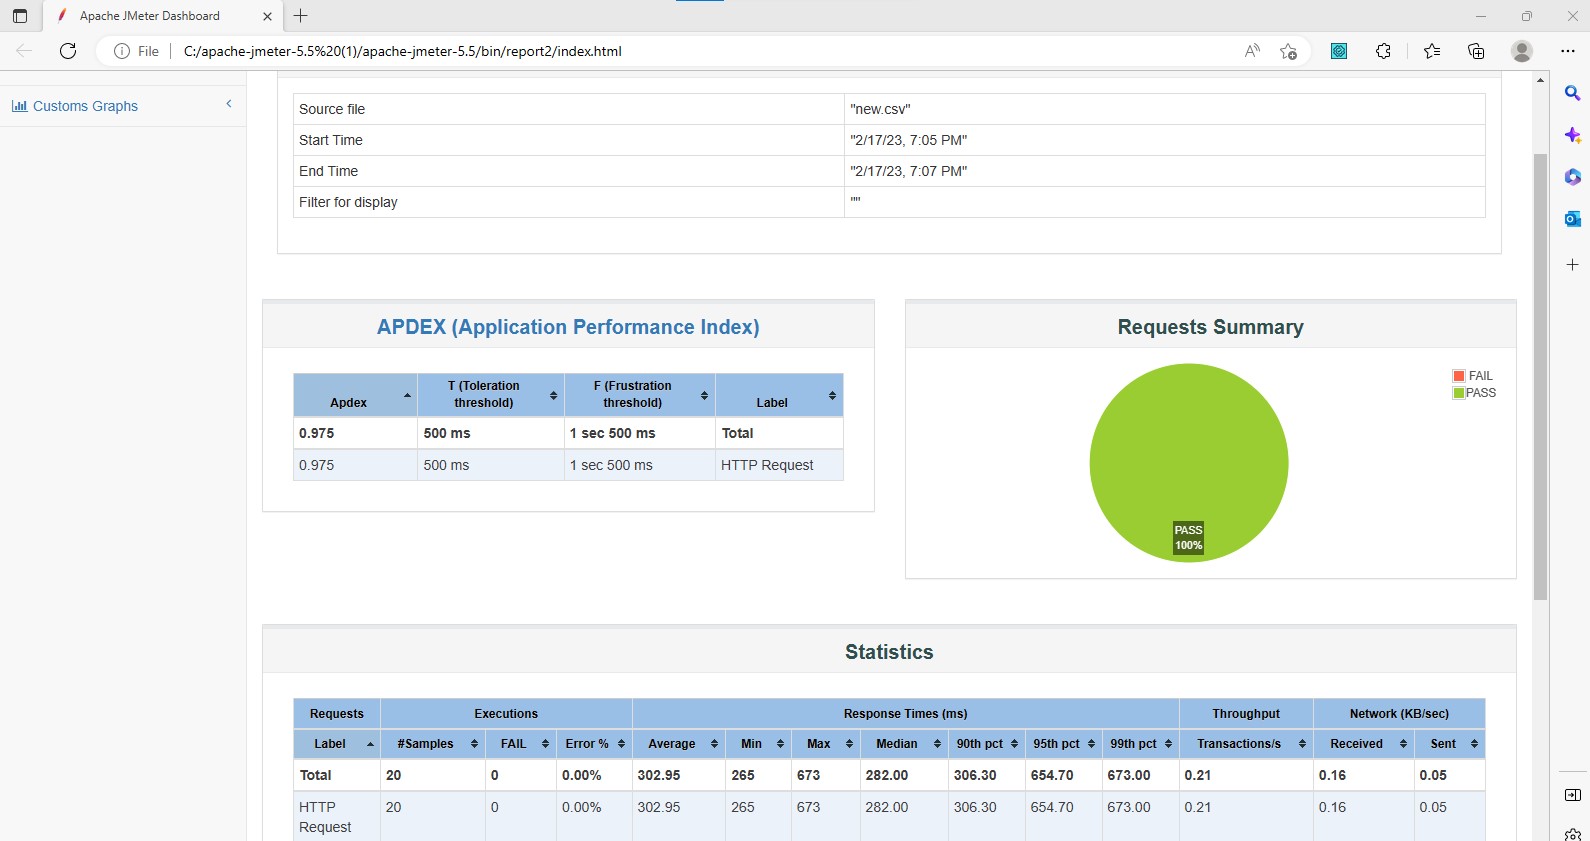 Apache JMeter Dashboard
File
C:/apache-jmeter-5.5%20(1)/apache-jmeter-5.5/bin/report2/index.html
Customs Graphs
Source file "new.csv"
Start Time "2/17/23, 7:05 PM"
End Time "2/17/23, 7:07 PM"
Filter for display ""
APDEX (Application Performance Index)
Apdex T (Toleration threshold) F (Frustration threshold) Label
0.975 500 ms 1 sec 500 ms Total
0.975 500 ms 1 sec 500 ms HTTP Request
Requests Summary
FAIL
PASS
PASS
100%
Statistics
Requests Executions Response Times (ms) Throughput Network (KB/sec)
Label #Samples FAIL Error % Average Min Max Median 90th pct 95th pct 99th pct Transactions/s Received Sent
Total 20 0 0.00% 302.95 265 673 282.00 306.30 654.70 673.00 0.21 0.16 0.05
HTTP Request 20 0 0.00% 302.95 265 673 282.00 306.30 654.70 673.00 0.21 0.16 0.05